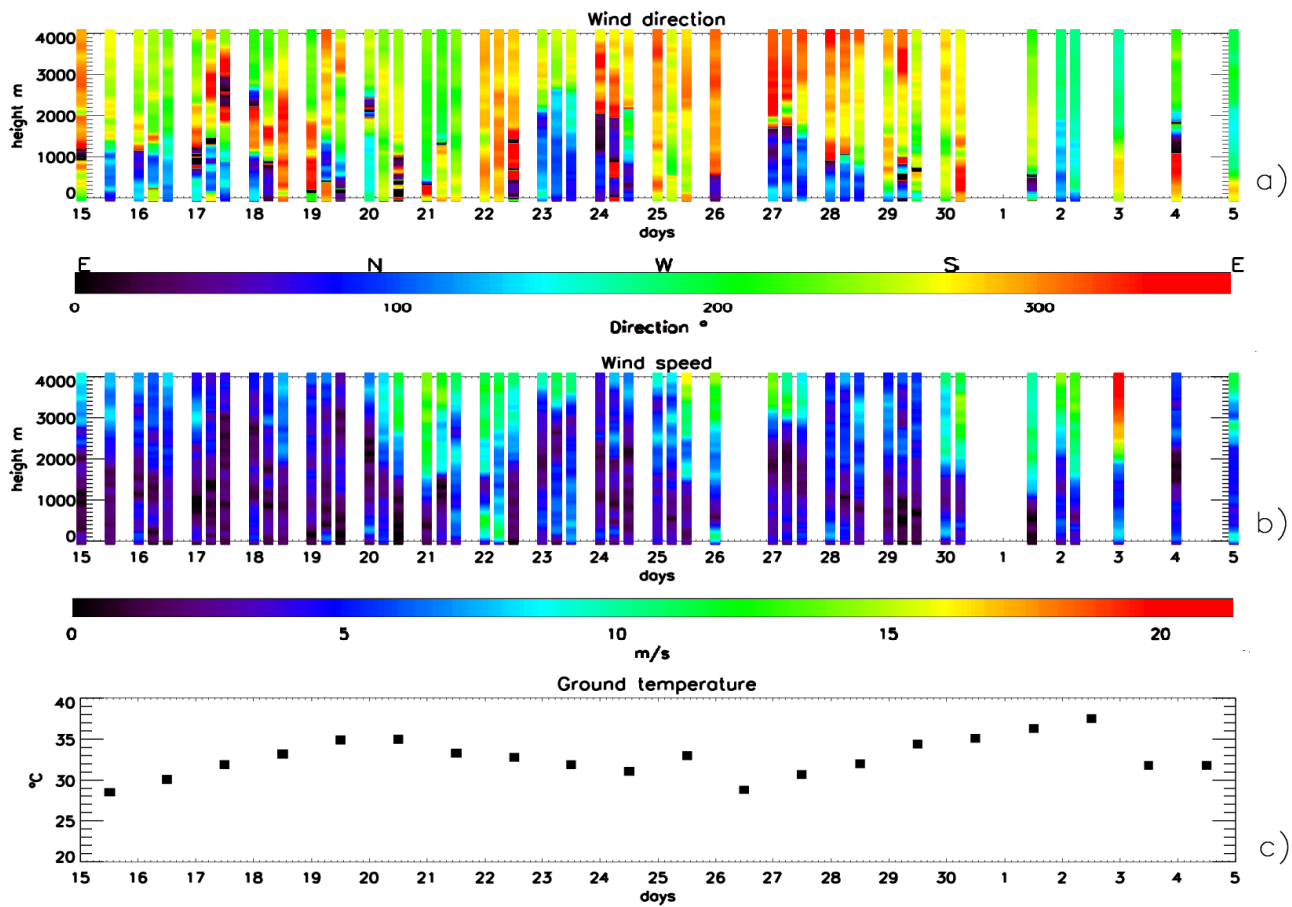 Wind direction
4000
3000
height m
2000
1000
0
15 16 17 18 19 20 21 22 23 24 25 26 27 28 29 30 1 2 3 4 5
days
a)
E N W S E
0 100 200 300
Direction °
Wind speed
4000
3000
height m
2000
1000
0
15 16 17 18 19 20 21 22 23 24 25 26 27 28 29 30 1 2 3 4 5
days
b)
0 5 10 15 20
m/s
Ground temperature
40
35
°C
30
25
20
15 16 17 18 19 20 21 22 23 24 25 26 27 28 29 30 1 2 3 4 5
days
c)